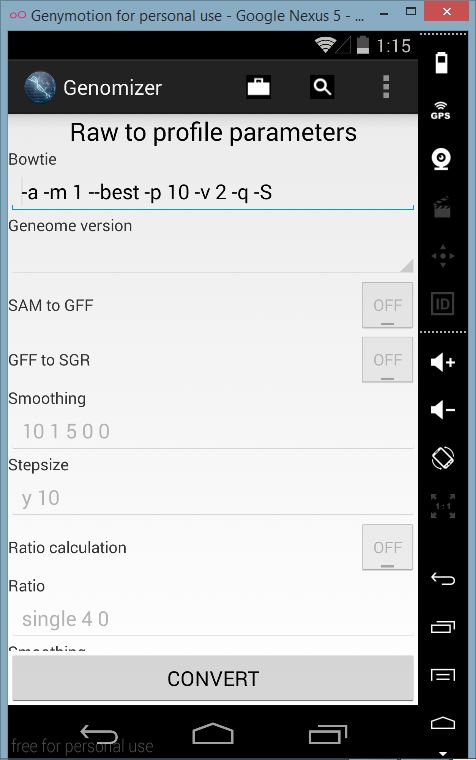 Genymotion for personal use - Google Nexus 5 - ...
1:15
Genomizer
GPS
Raw to profile parameters
Bowtie
-a -m 1 --best -p 10 -v 2 -q -S
Geneome version
SAM to GFF
OFF
ID
GFF to SGR
OFF
Smoothing
10 1 5 0 0
Stepsize
y 10
1:1
Ratio calculation
OFF
Ratio
single 4 0
Smoothing
CONVERT
free for personal use